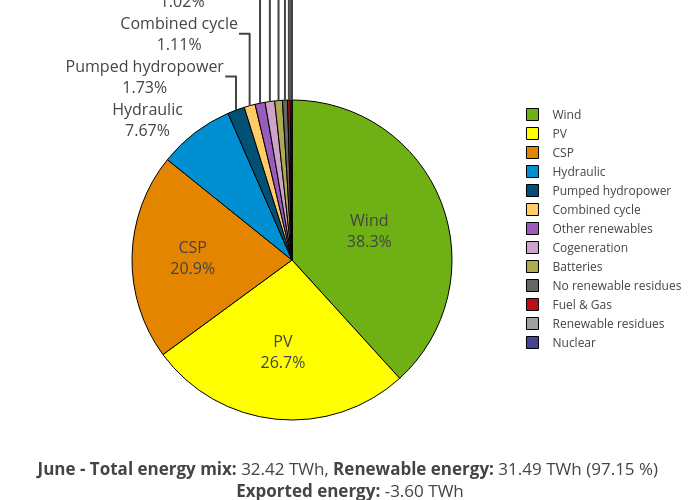 1.02%
Combined cycle
1.11%
Pumped hydropower
1.73%
Hydraulic
7.67%
Wind
38.3%
CSP
20.9%
PV
26.7%
Wind
PV
CSP
Hydraulic
Pumped hydropower
Combined cycle
Other renewables
Cogeneration
Batteries
No renewable residues
Fuel & Gas
Renewable residues
Nuclear
June - Total energy mix: 32.42 TWh, Renewable energy: 31.49 TWh (97.15 %)
Exported energy: -3.60 TWh